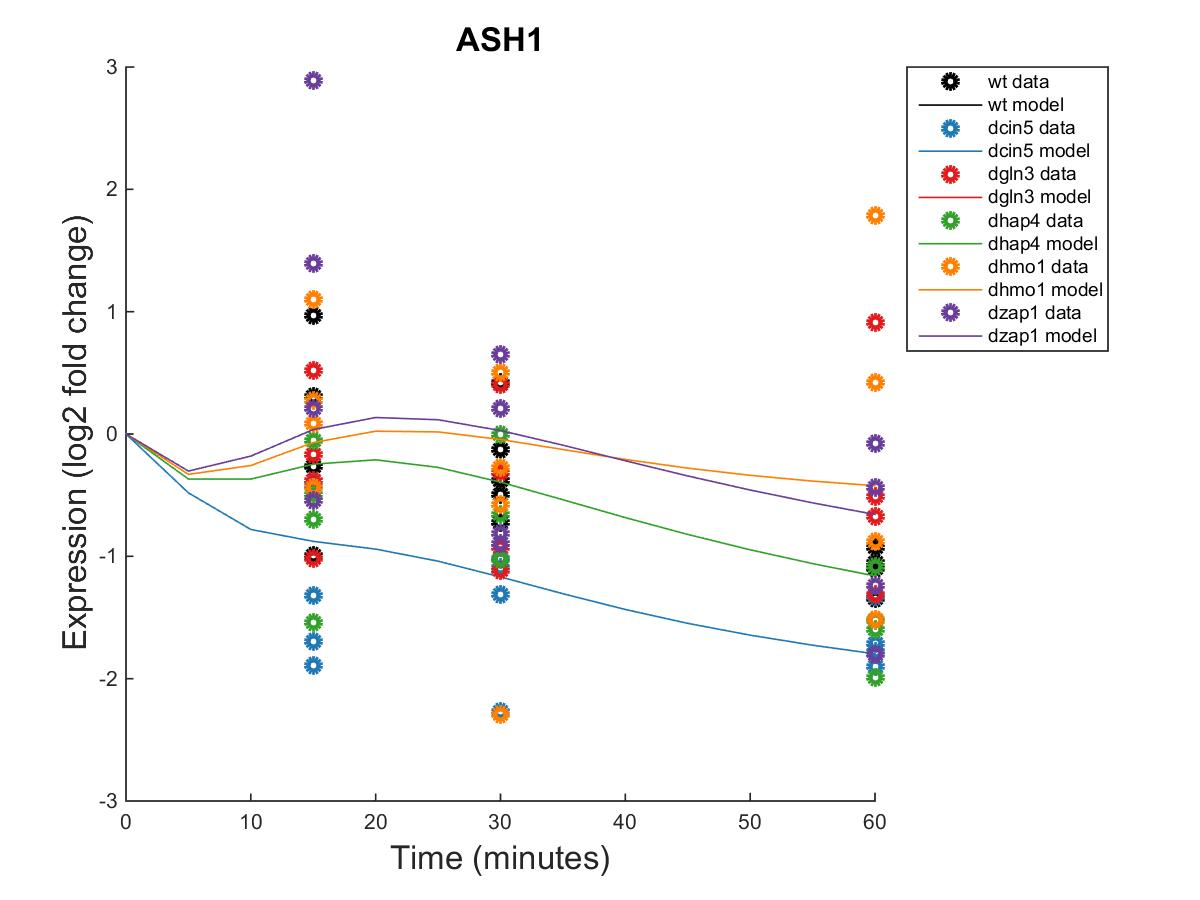 ASH1
3
2
1
0
-1
-2
-3
Expression (log2 fold change)
0 10 20 30 40 50 60
Time (minutes)
wt data
wt model
dcin5 data
dcin5 model
dgln3 data
dgln3 model
dhap4 data
dhap4 model
dhmo1 data
dhmo1 model
dzap1 data
dzap1 model